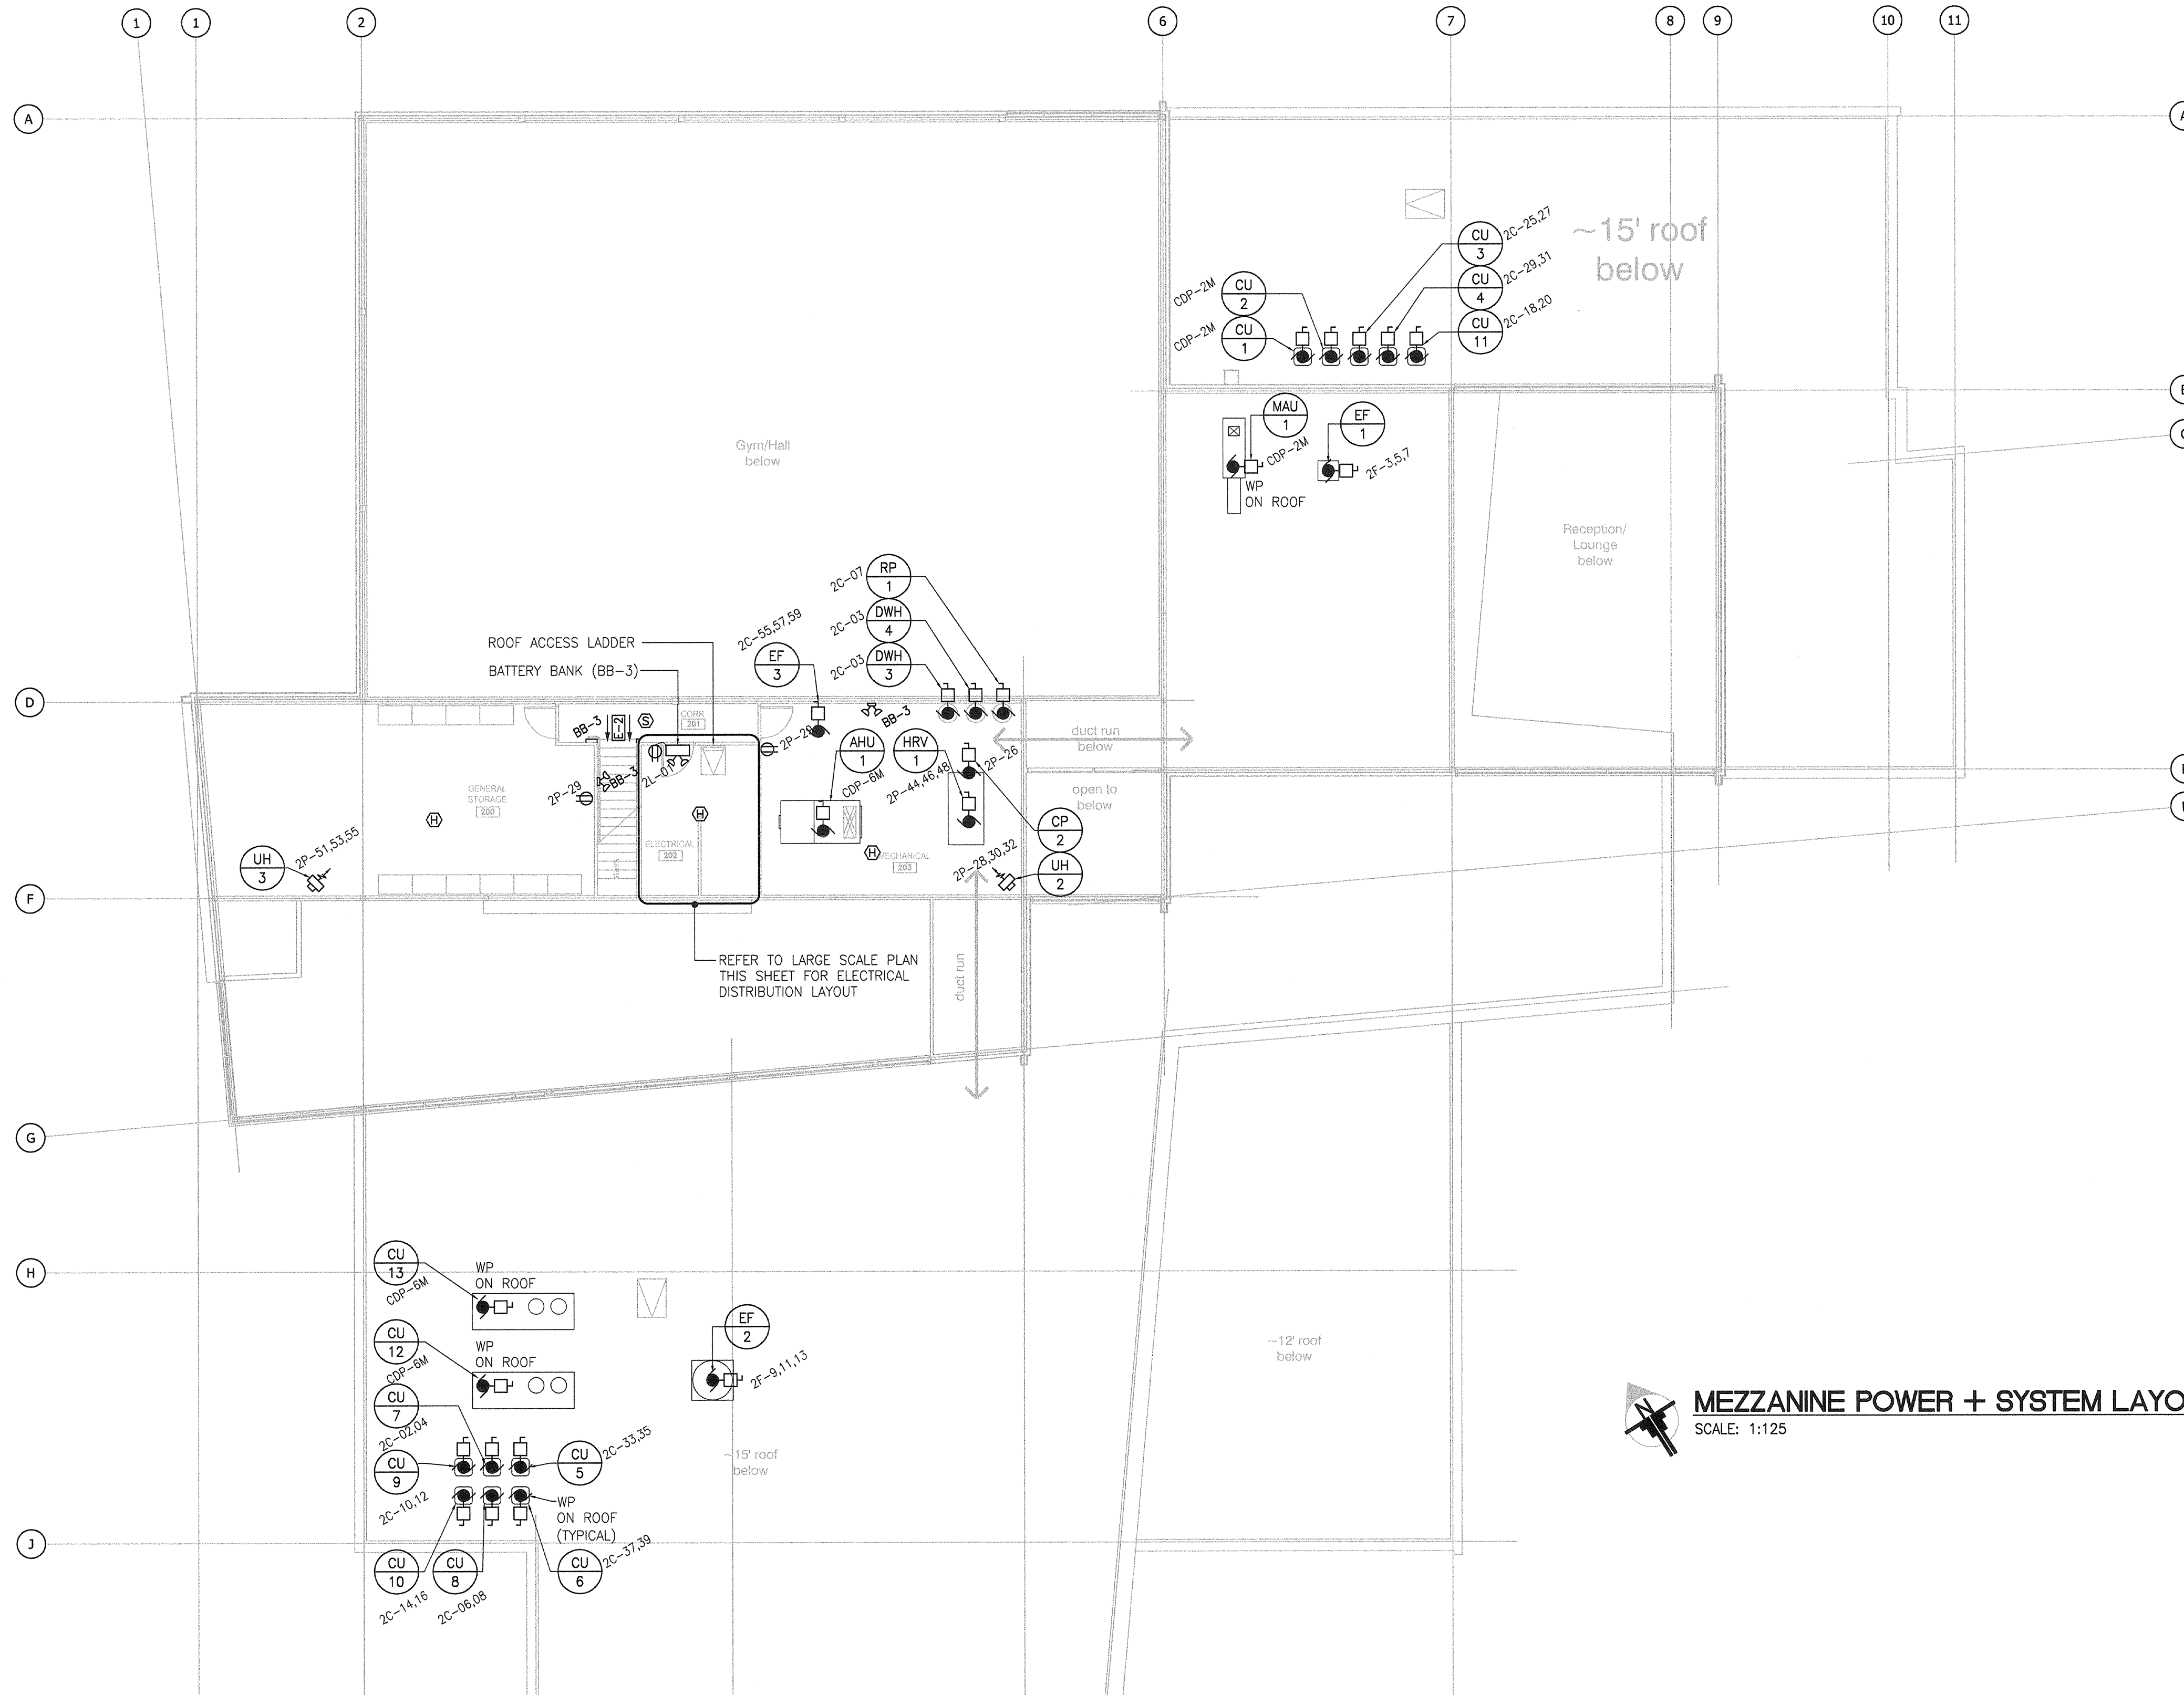 1
1
2
6
7
8
9
10
11
A
CU
3
2C-25,27
~15' roof
below
CU
4
2C-29,31
CU
11
2C-18,20
CDP-2M
CU
2
CDP-2M
CU
1
MAU
1
CDP-2M
EF
1
2F-3,5,7
WP
ON ROOF
Gym/Hall
below
Reception/
Lounge
below
2C-07
RP
1
2C-03
DWH
4
2C-03
DWH
3
2C-55,57,59
EF
3
ROOF ACCESS LADDER
BATTERY BANK (BB-3)
D
BB-3
E-2
S
CORR
201
2P-29
BB-3
AHU
1
CDP-6M
HRV
1
2P-44,46,48
2P-26
duct run
below
open to
below
GENERAL
STORAGE
200
2P-29
BB-3
2L-01
H
H
ELECTRICAL
202
H
MECHANICAL
203
CP
2
UH
2
2P-28,30,32
UH
3
2P-51,53,55
F
REFER TO LARGE SCALE PLAN
THIS SHEET FOR ELECTRICAL
DISTRIBUTION LAYOUT
duct run
G
H
CU
13
CDP-6M
WP
ON ROOF
CU
12
CDP-6M
WP
ON ROOF
EF
2
2F-9,11,13
CU
7
2C-02,04
CU
9
2C-10,12
CU
5
2C-33,35
WP
ON ROOF
(TYPICAL)
~15' roof
below
~12' roof
below
J
CU
10
2C-14,16
CU
8
2C-06,08
CU
6
2C-37,39
N
MEZZANINE POWER + SYSTEM LAYO
SCALE: 1:125